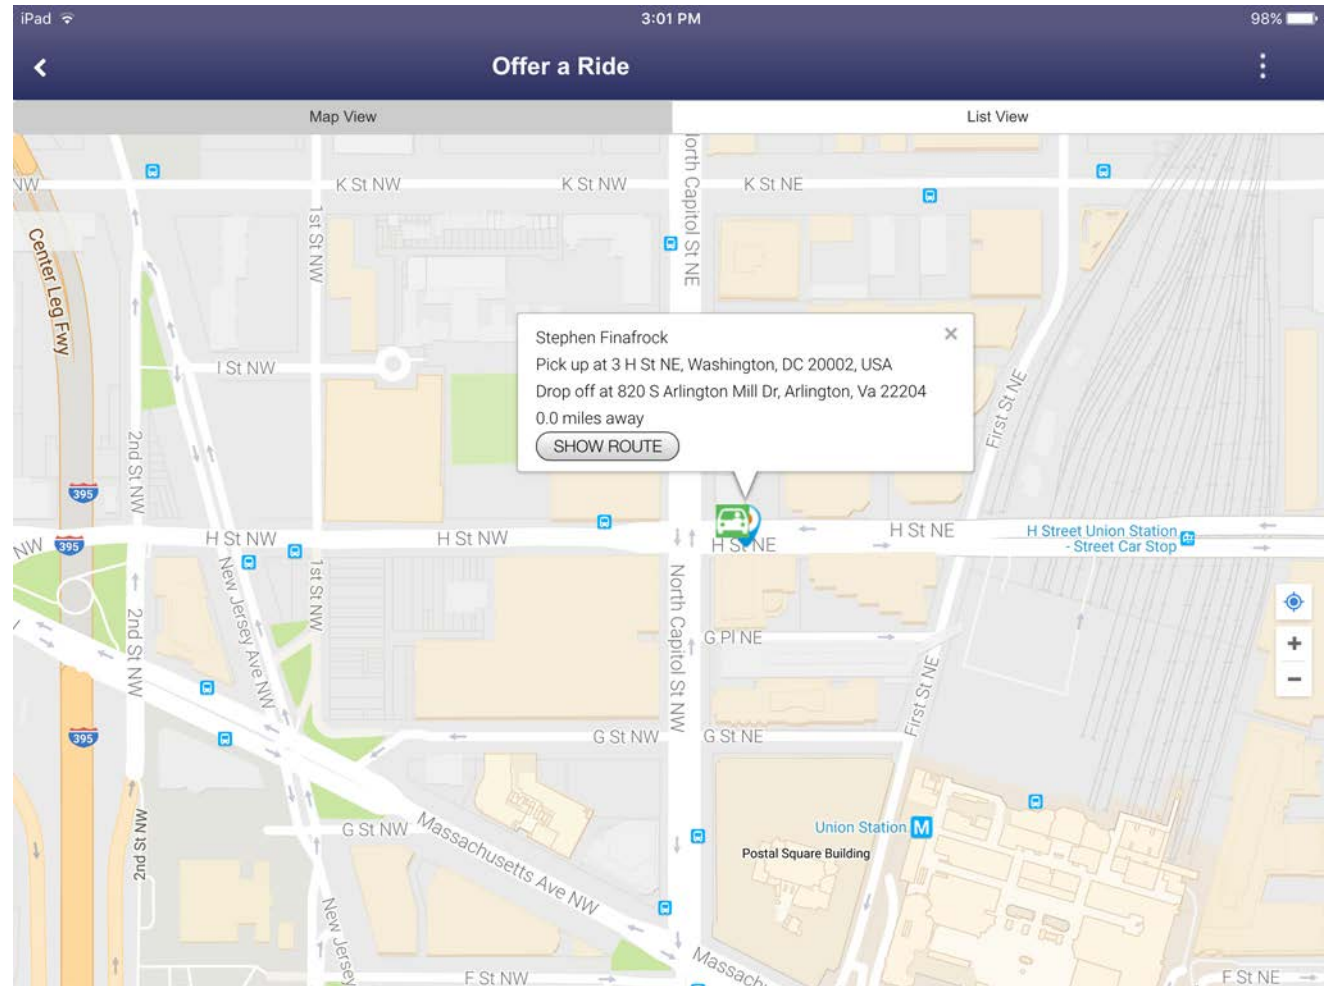 iPad 3:01 PM 98%
Offer a Ride
Map View List View
NW K St NW K St NW K St NE
1st St NW
North Capitol St NE
Center Leg Fwy
Stephen Finafrock
Pick up at 3 H St NE, Washington, DC 20002, USA
Drop off at 820 S Arlington Mill Dr, Arlington, Va 22204
0.0 miles away
SHOW ROUTE
I St NW
First St NE
2nd St NW
395
NW 395 H St NW H St NW H St NE H St NE
H Street Union Station
- Street Car Stop
New Jersey Ave NW
1st St NW
2nd St NW
North Capitol St NW
G Pl NE
First St NE
395
G St NW G St NE
2nd St NW
G St NW
Massachusetts Ave NW
Union Station M
Postal Square Building
New Jersey
Massach
F St NW F St NE